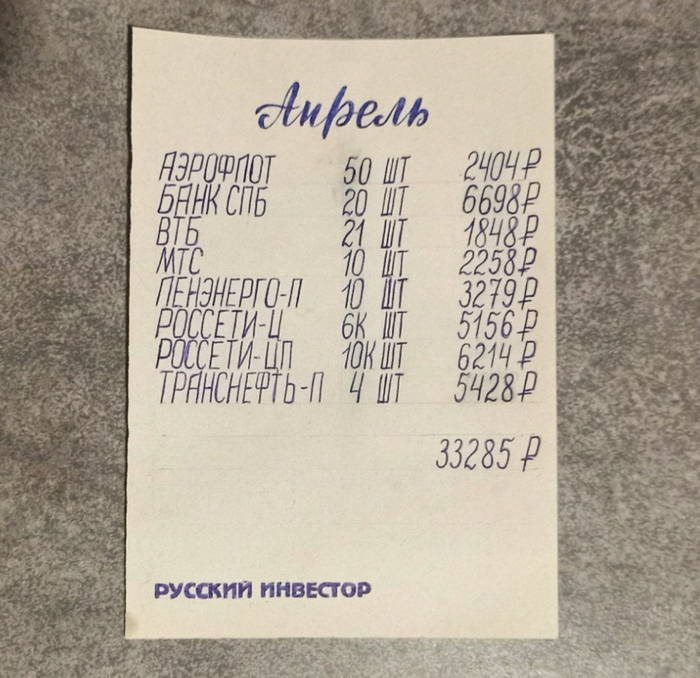 Апрель
АЭРОФЛОТ 50 ШТ 2404 ₽
БАНК СПБ 20 ШТ 6698 ₽
ВТБ 21 ШТ 1848 ₽
МТС 10 ШТ 2258 ₽
ЛЕНЭНЕРГО-П 10 ШТ 3279 ₽
РОССЕТИ-Ц 6К ШТ 5156 ₽
РОССЕТИ-ЦП 10К ШТ 6214 ₽
ТРАНСНЕФТЬ-П 4 ШТ 5428 ₽
33285 ₽
РУССКИЙ ИНВЕСТОР